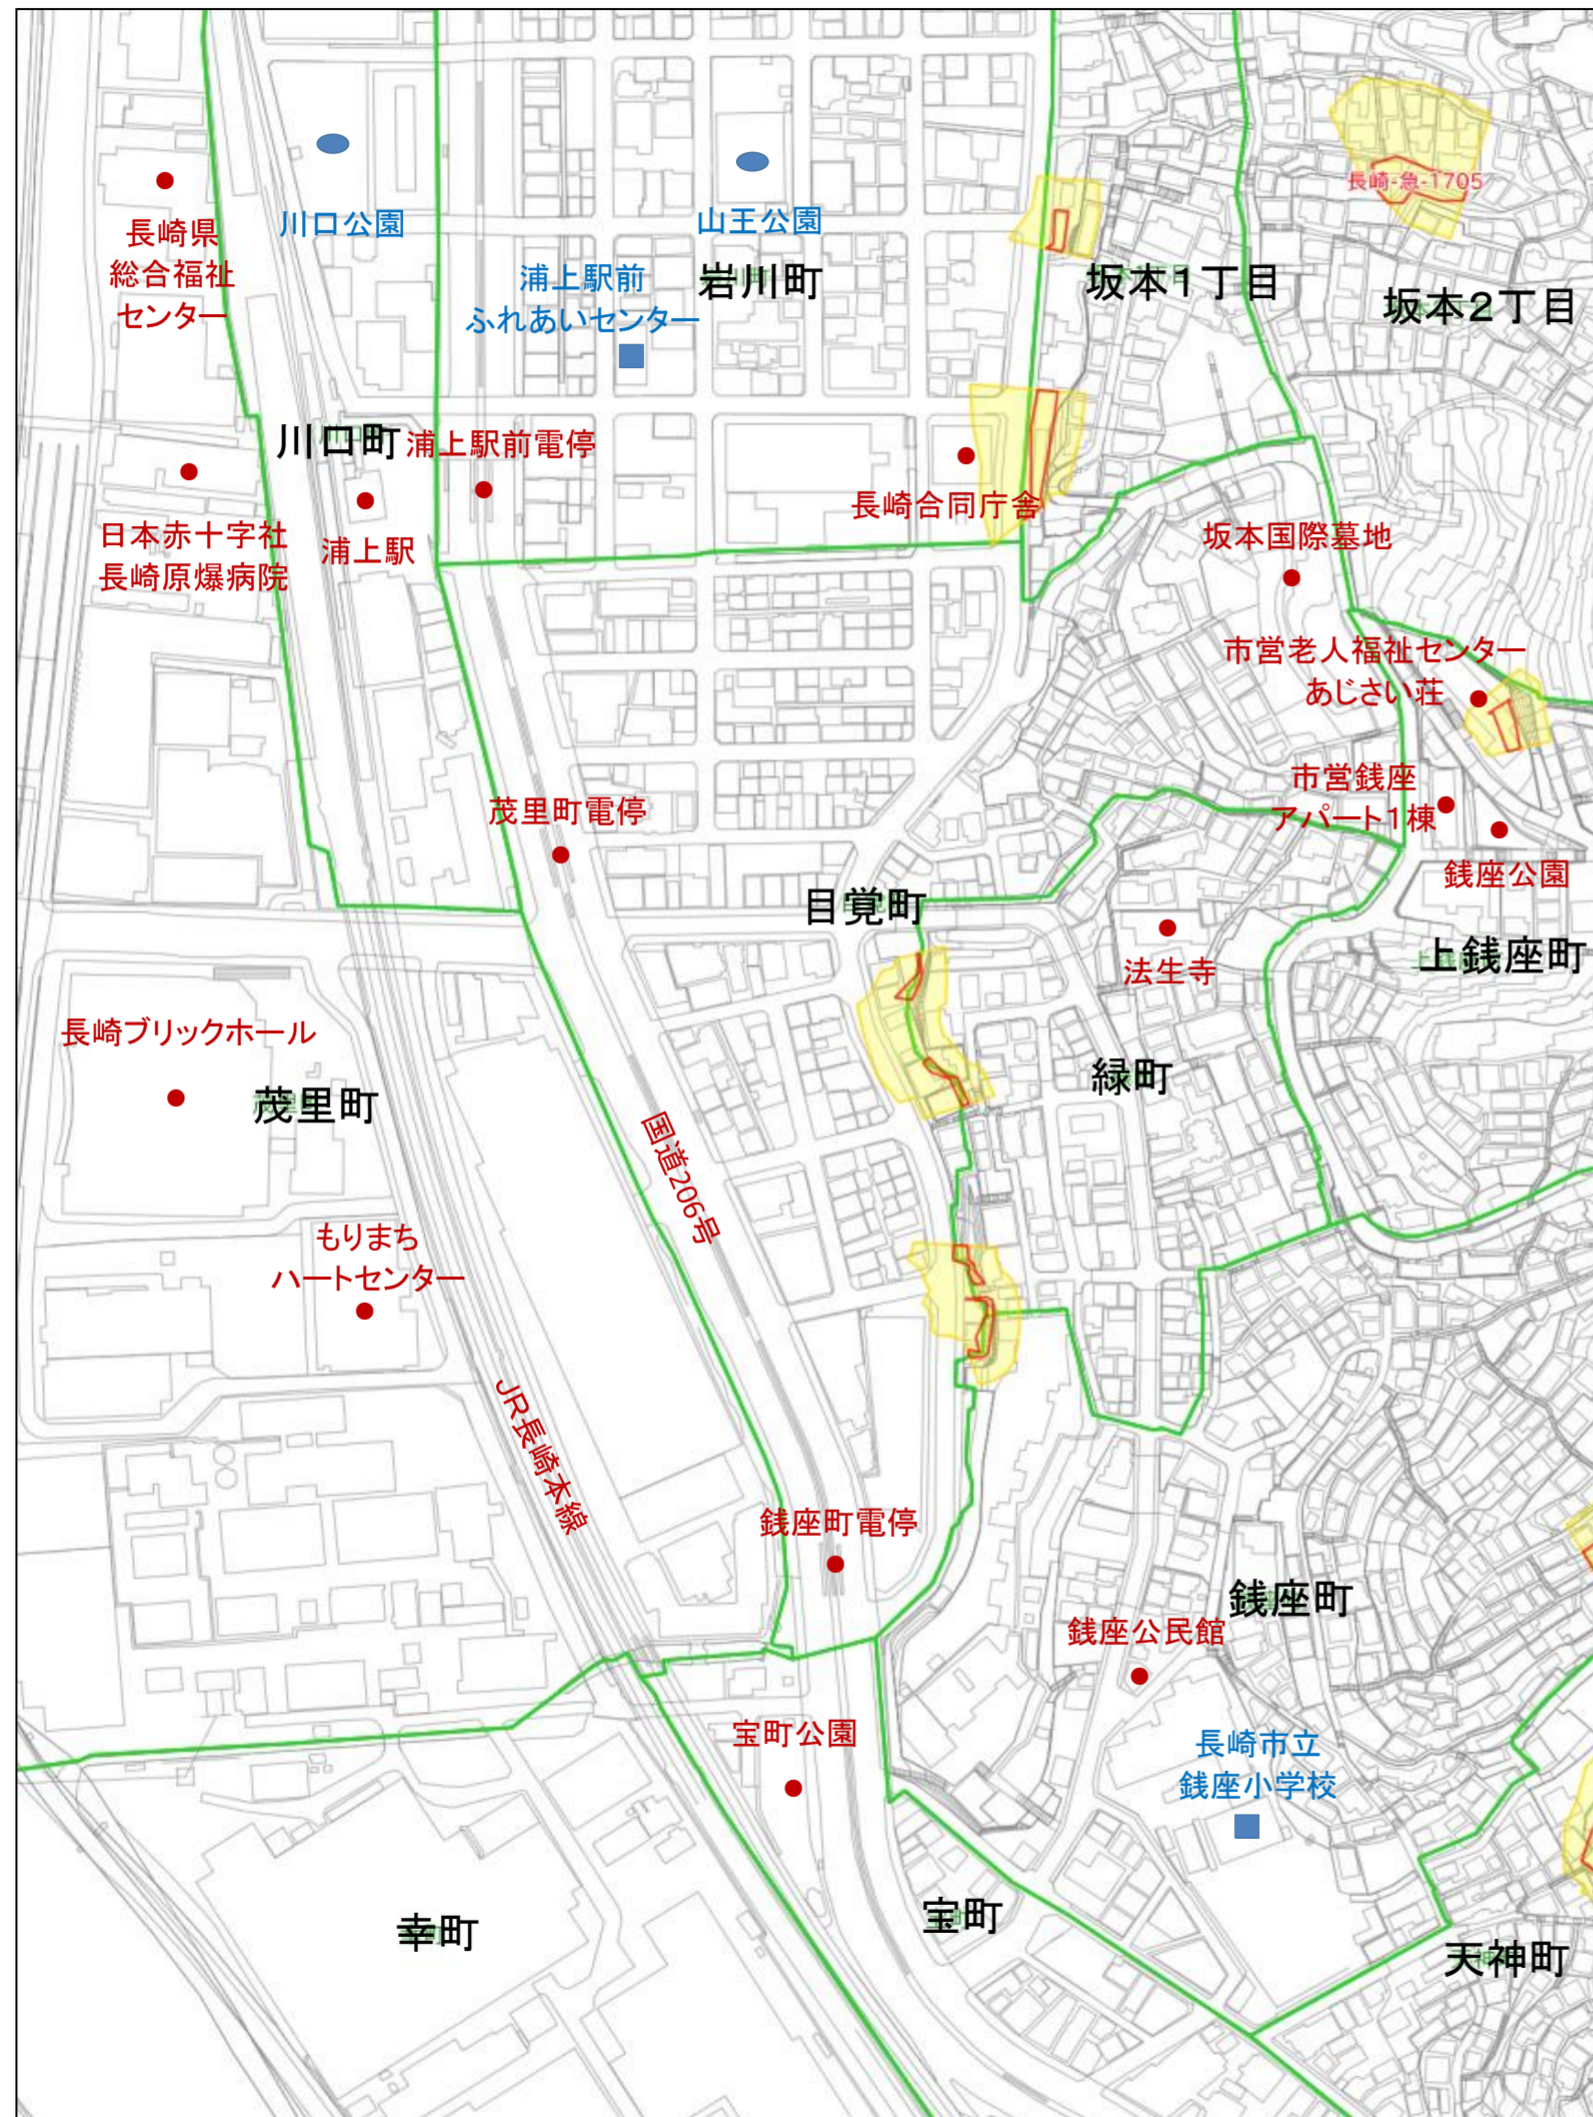 長崎-急-1705
長崎県
総合福祉
センター
川口公園
山王公園
浦上駅前
ふれあいセンター
岩川町
坂本1丁目
坂本2丁目
川口町
浦上駅前電停
日本赤十字社
長崎原爆病院
浦上駅
長崎合同庁舎
坂本国際墓地
市営老人福祉センター
あじさい荘
市営銭座
アパート1棟
銭座公園
茂里町電停
目覚町
法生寺
上銭座町
長崎ブリックホール
茂里町
緑町
国道206号
もりまち
ハートセンター
JR長崎本線
銭座町電停
銭座町
銭座公民館
宝町公園
長崎市立
銭座小学校
幸町
宝町
天神町